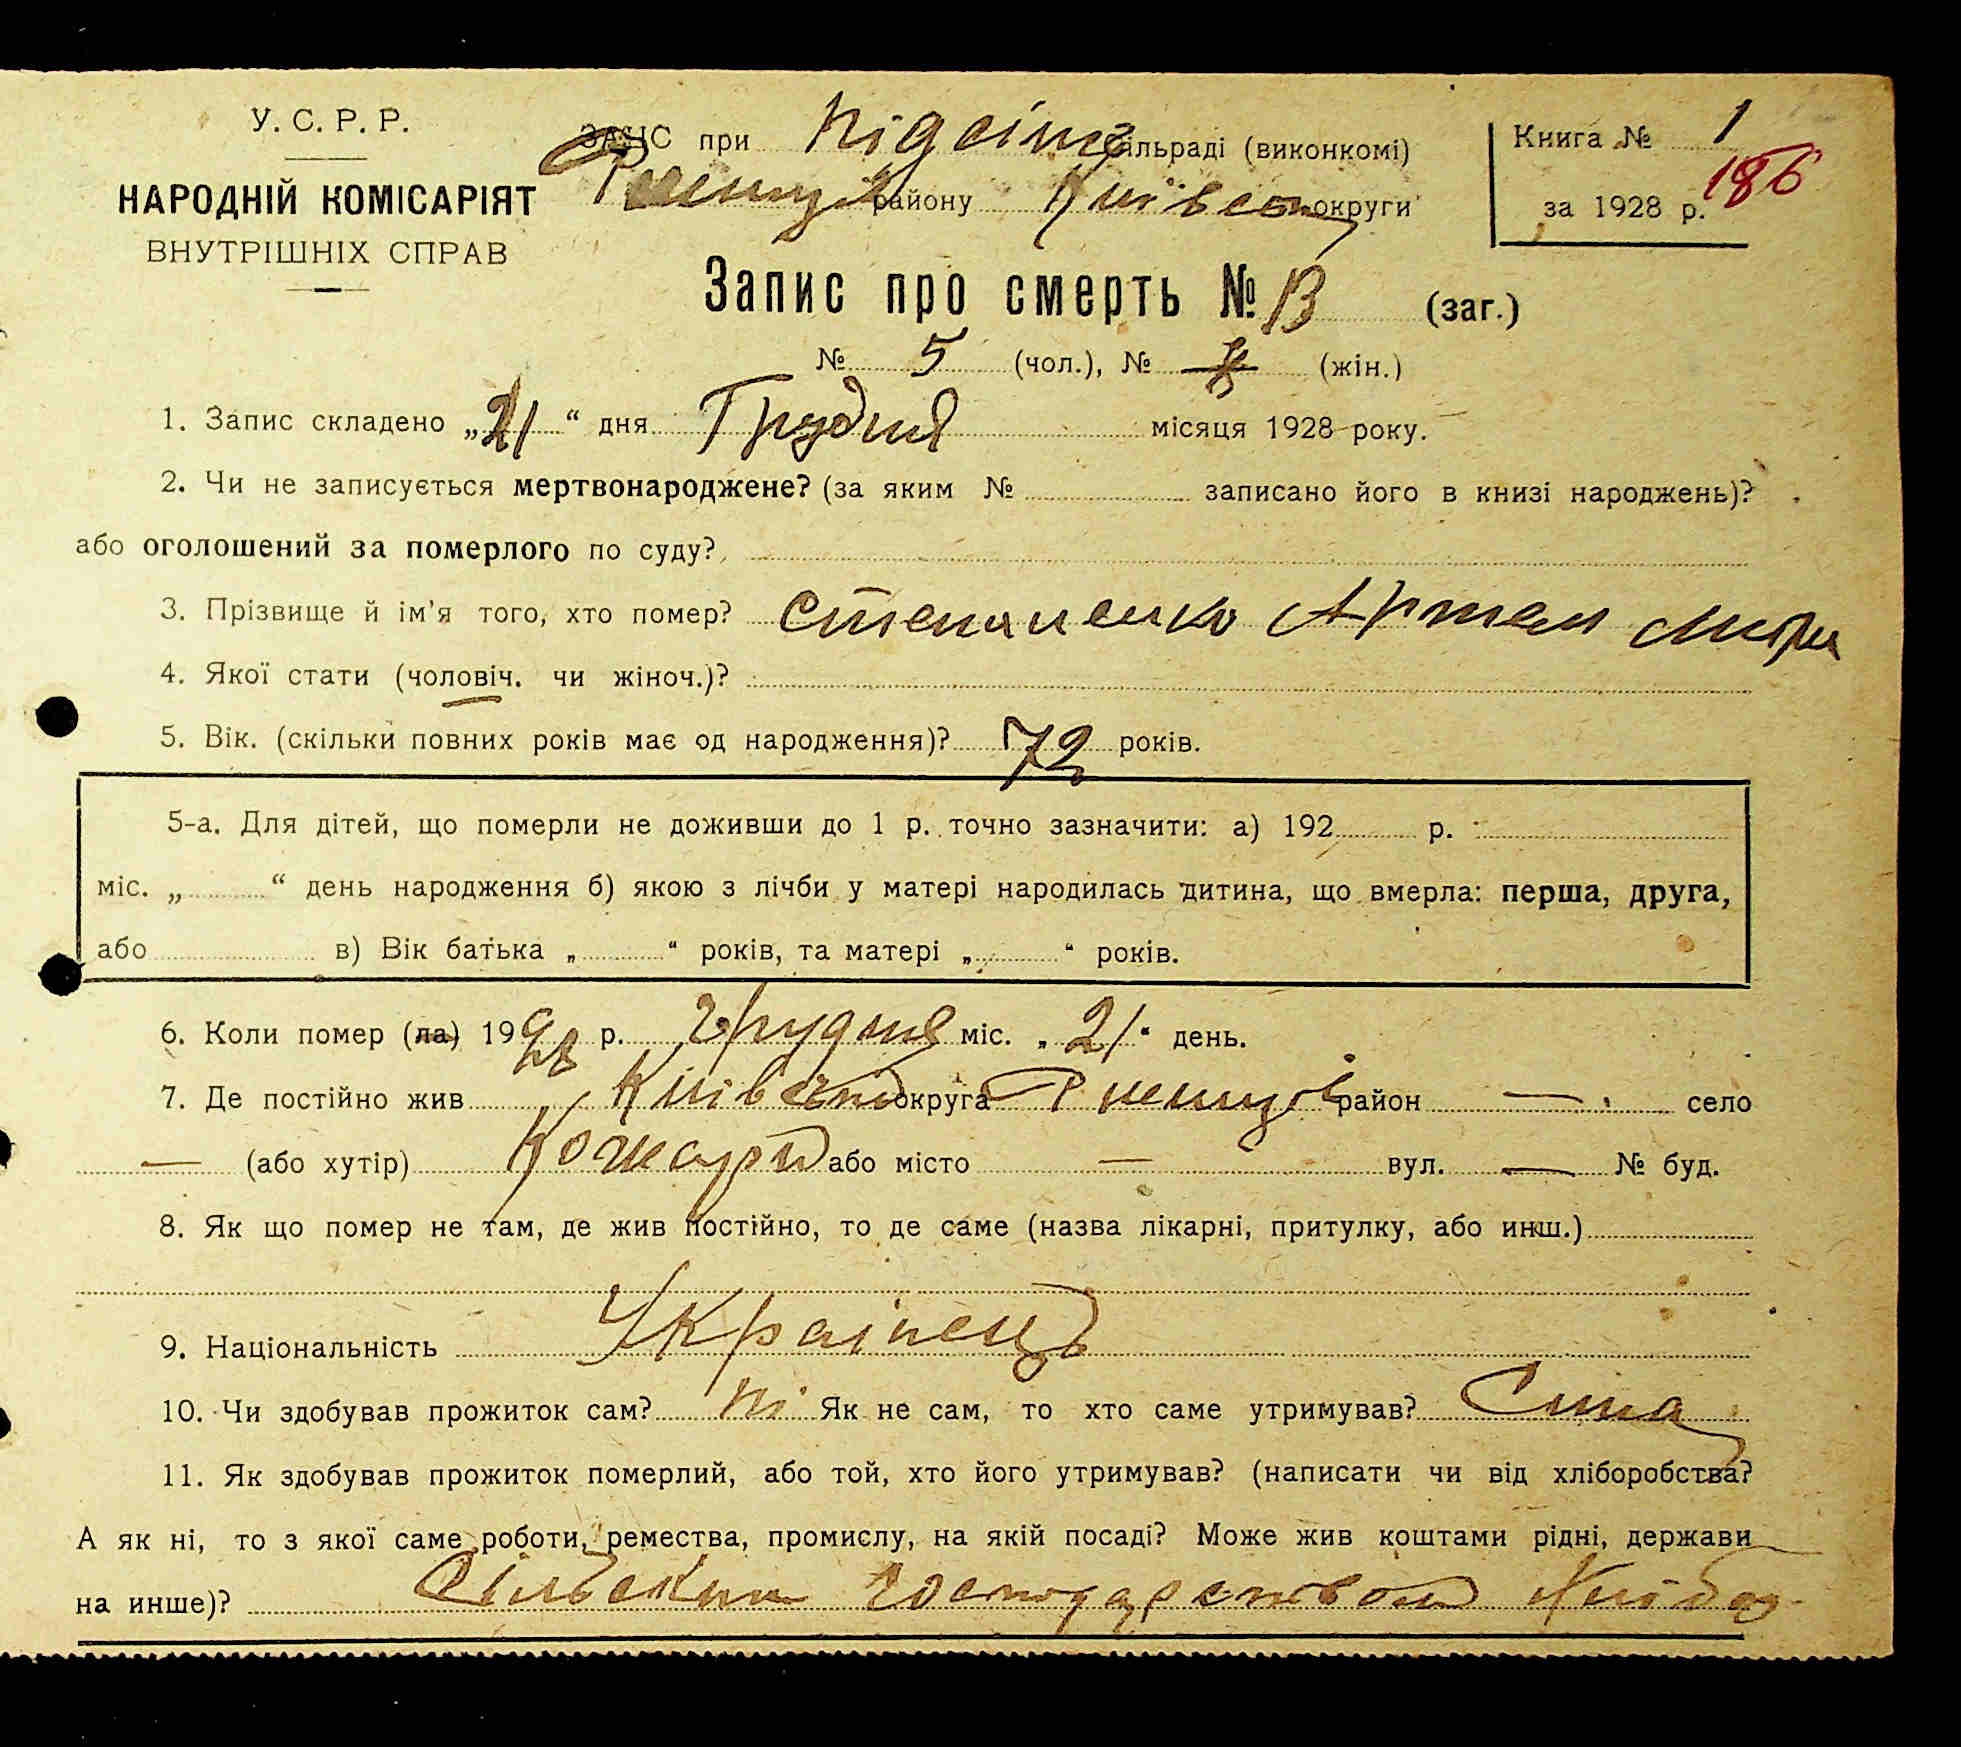 У. С. Р. Р.
НАРОДНІЙ КОМІСАРІЯТ
ВНУТРІШНІХ СПРАВ
ЗАПИС при сільраді (виконкомі)
району Київської округи
Книга № 1
186
за 1928 р.
Запис про смерть № 13 (заг.)
№ 5 (чол.), № (жін.)
1. Запис складено „21“ дня Грудня місяця 1928 року.
2. Чи не записується мертвонароджене? (за яким № записано його в книзі народжень)?
або оголошений за померлого по суду?
3. Прізвище й ім'я того, хто помер? Степаненко Артем
4. Якої стати (чоловіч. чи жіноч.)?
5. Вік. (скільки повних років має од народження)? 72 років.
5-а. Для дітей, що померли не доживши до 1 р. точно зазначити: а) 192 р.
міс. „ “ день народження б) якою з лічби у матері народилась дитина, що вмерла: перша, друга,
або в) Вік батька „ “ років, та матері „ “ років.
6. Коли помер (ла) 1928 р. Грудня міс. „21“ день.
7. Де постійно жив Київської округа район — село
— (або хутір) або місто — вул. — № буд.
8. Як що помер не там, де жив постійно, то де саме (назва лікарні, притулку, або инш.)
9. Національність Українець
10. Чи здобував прожиток сам? Ні Як не сам, то хто саме утримував? Сина
11. Як здобував прожиток померлий, або той, хто його утримував? (написати чи від хліборобства?
А як ні, то з якої саме роботи, ремества, промислу, на якій посаді? Може жив коштами рідні, держави
на инше)? Сільським господарством